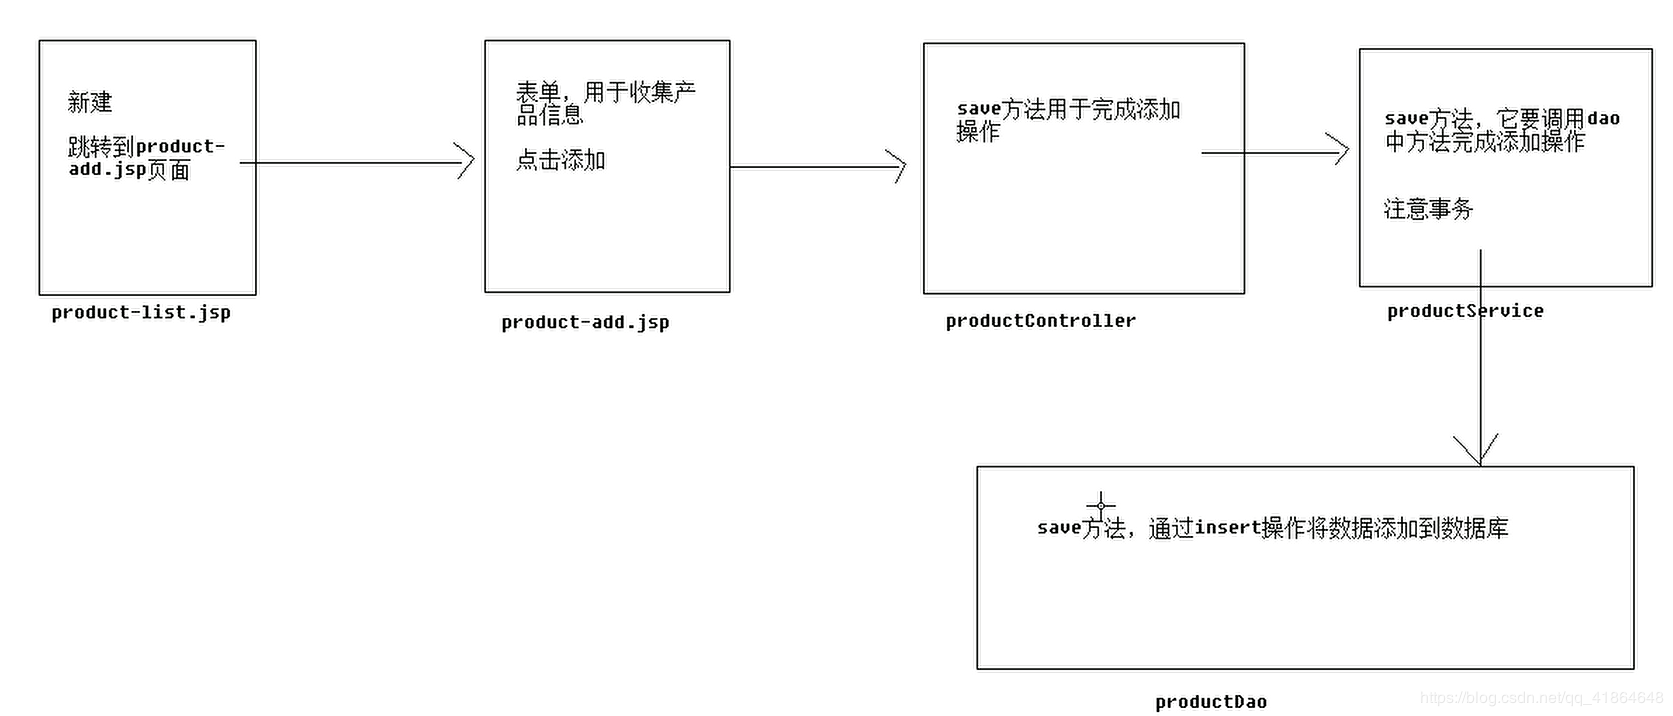 新建
跳转到product-
add.jsp页面
product-list.jsp
表单，用于收集产
品信息
点击添加
product-add.jsp
save方法用于完成添加
操作
productController
save方法，它要调用dao
中方法完成添加操作
注意事务
productService
save方法，通过insert操作将数据添加到数据库
productDao
https://blog.csdn.net/qq_41864648